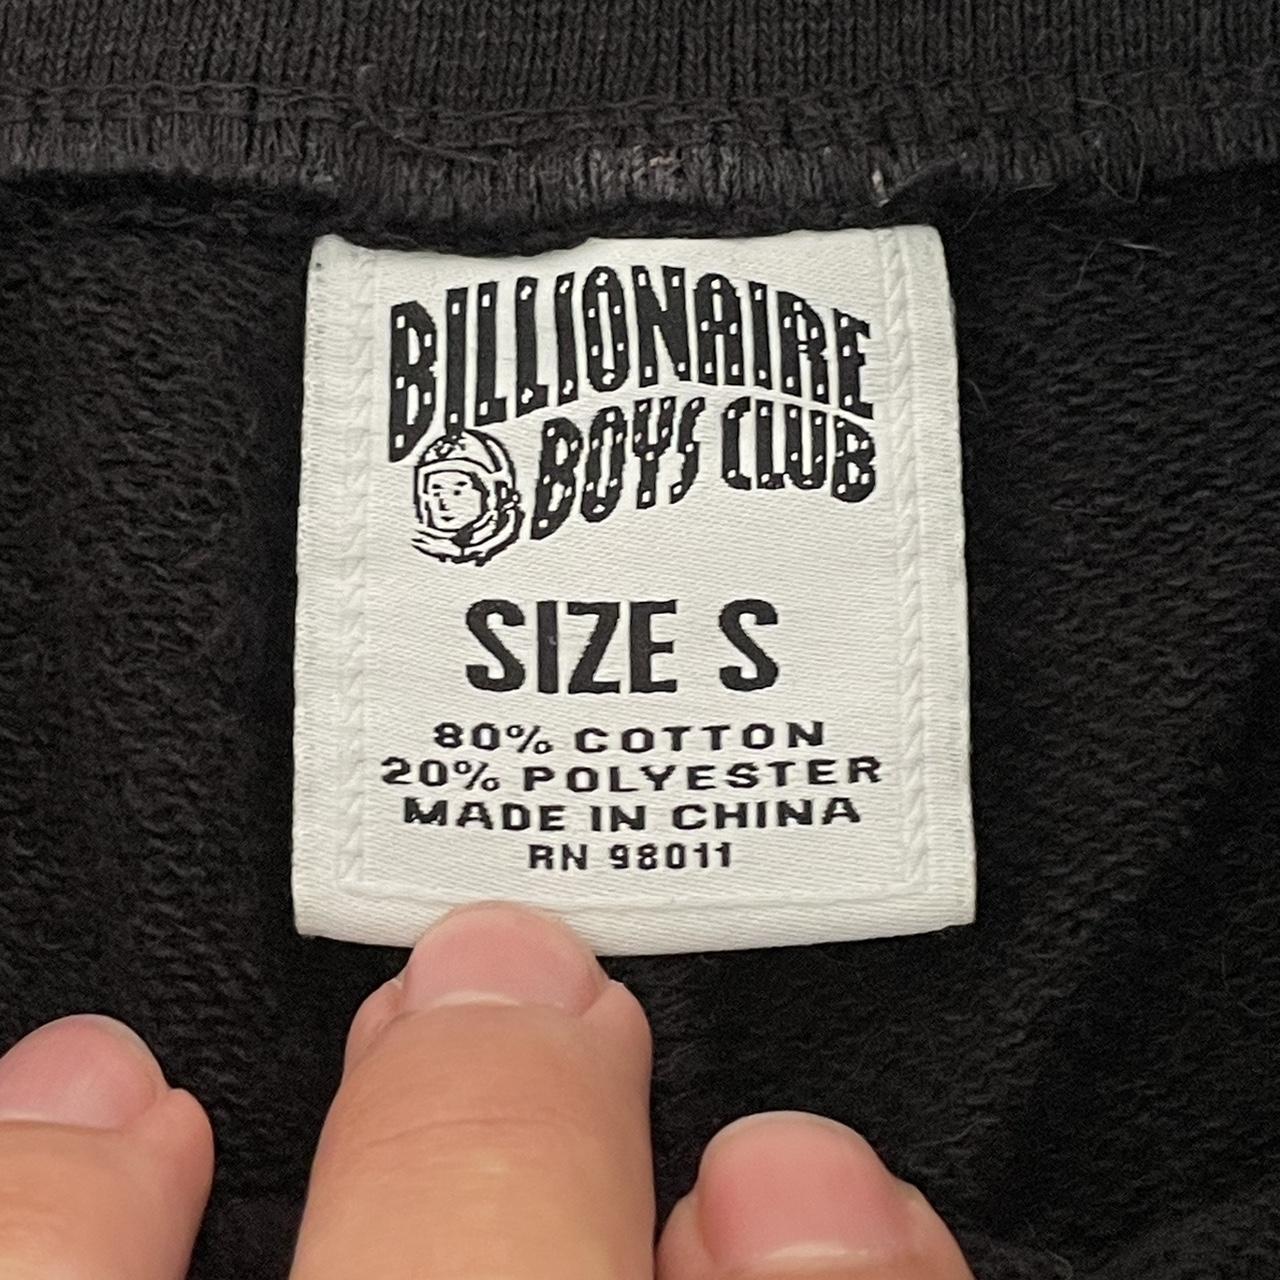 BILLIONAIRE
BOYS CLUB
SIZE S
80% COTTON
20% POLYESTER
MADE IN CHINA
RN 98011